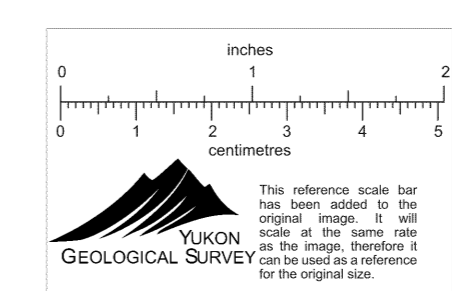 inches
0 1 2
0 1 2 3 4 5
centimetres
This reference scale bar
has been added to the
original image. It will
scale at the same rate
as the image, therefore it
can be used as a reference
for the original size.
YUKON
GEOLOGICAL SURVEY